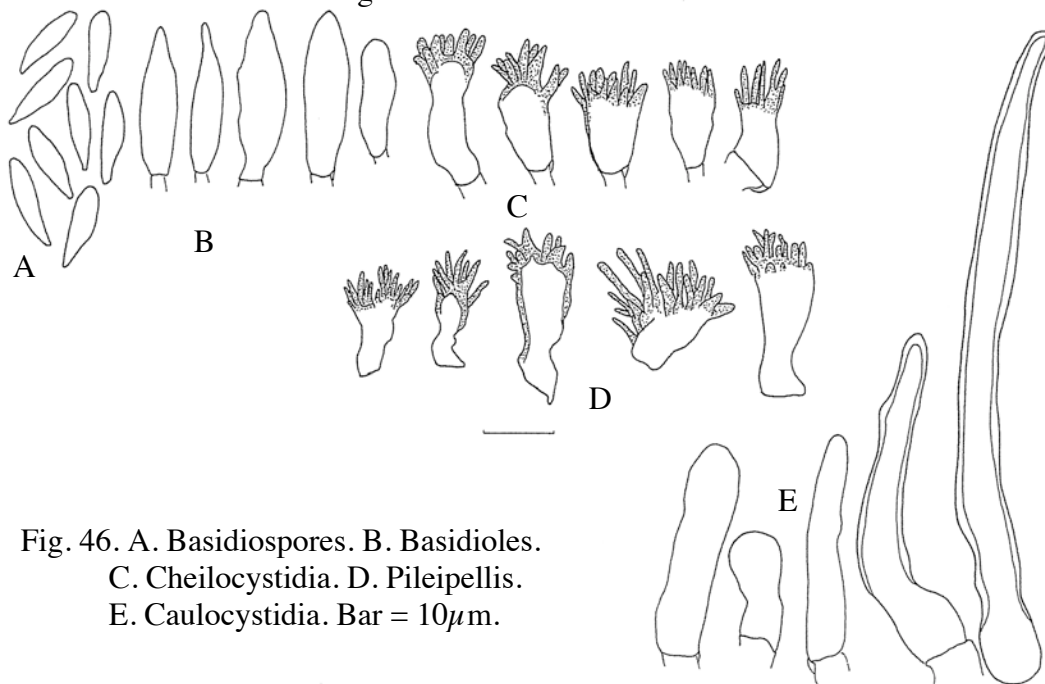 A
B
C
D
E
Fig. 46. A. Basidiospores. B. Basidioles.
C. Cheilocystidia. D. Pileipellis.
E. Caulocystidia. Bar = 10µm.